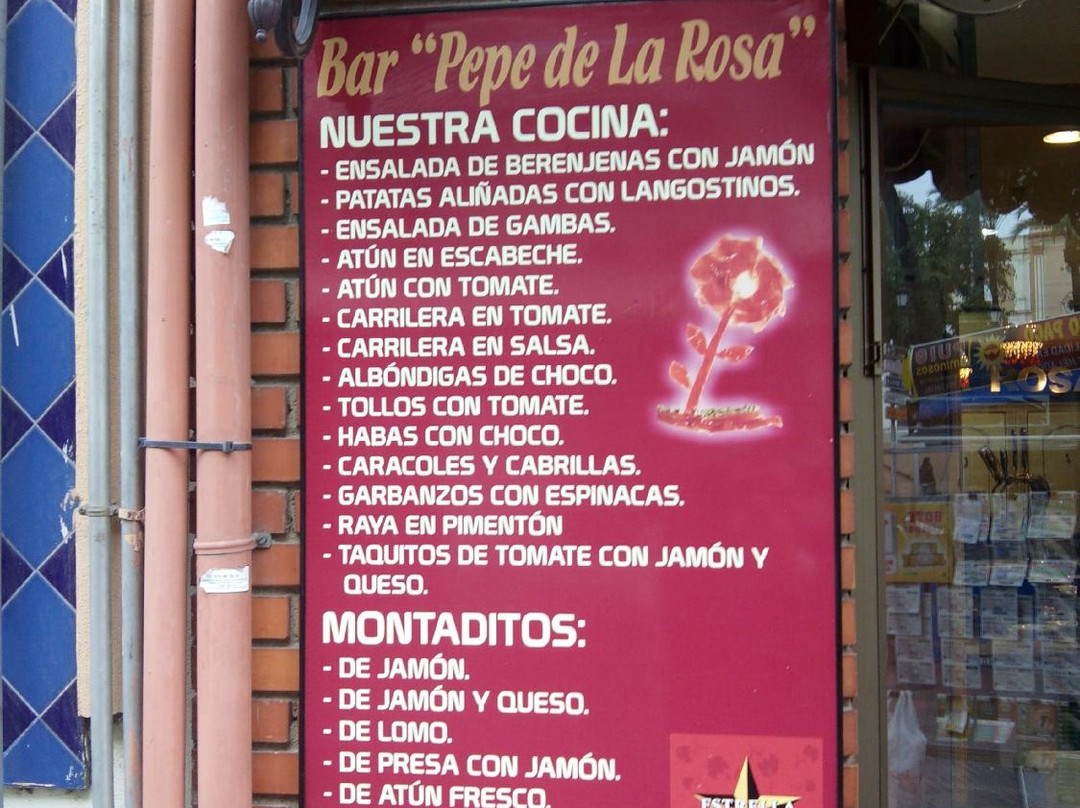 Bar "Pepe de La Rosa"
NUESTRA COCINA:
- ENSALADA DE BERENJENAS CON JAMÓN
- PATATAS ALIÑADAS CON LANGOSTINOS.
- ENSALADA DE GAMBAS.
- ATÚN EN ESCABECHE.
- ATÚN CON TOMATE.
- CARRILERA EN TOMATE.
- CARRILERA EN SALSA.
- ALBÓNDIGAS DE CHOCO.
- TOLLOS CON TOMATE.
- HABAS CON CHOCO.
- CARACOLES Y CABRILLAS.
- GARBANZOS CON ESPINACAS.
- RAYA EN PIMENTÓN
- TAQUITOS DE TOMATE CON JAMÓN Y
QUESO.
MONTADITOS:
- DE JAMÓN.
- DE JAMÓN Y QUESO.
- DE LOMO.
- DE PRESA CON JAMÓN.
- DE ATÚN FRESCO.
ESTRELLA